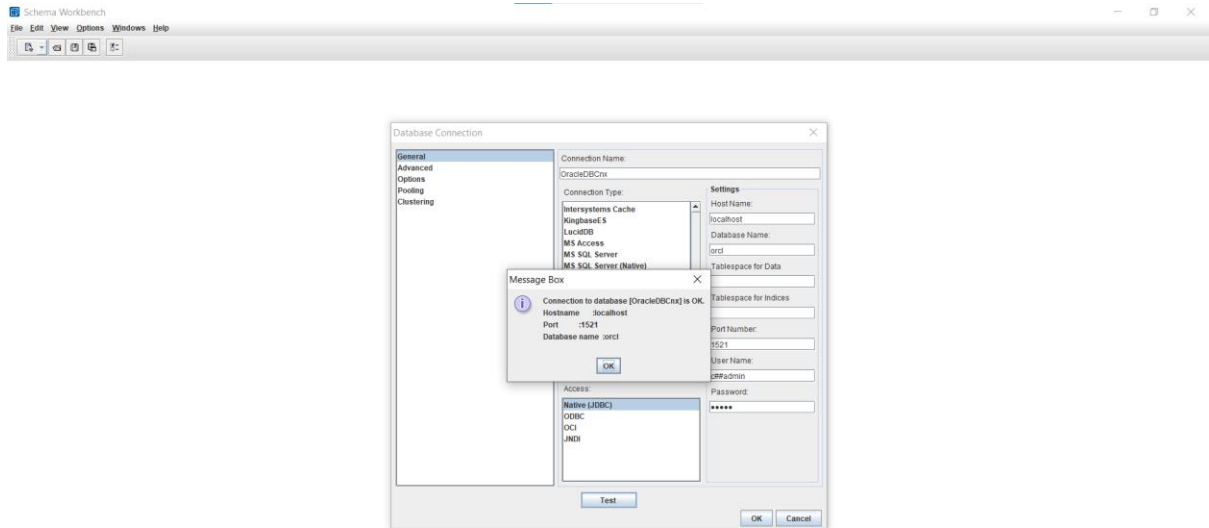 Schema Workbench
File Edit View Options Windows Help
Database Connection
General
Advanced
Options
Pooling
Clustering
Connection Name:
OracleDBCnx
Connection Type:
Intersystems Cache
KingbaseES
LucidDB
MS Access
MS SQL Server
MS SQL Server (Native)
Access:
Native (JDBC)
ODBC
OCI
JNDI
Settings
Host Name:
localhost
Database Name:
orcl
Tablespace for Data
Tablespace for Indices
Port Number:
1521
User Name:
c##admin
Password:
Message Box
Connection to database [OracleDBCnx] is OK.
Hostname :localhost
Port :1521
Database name :orcl
OK
Test
OK Cancel